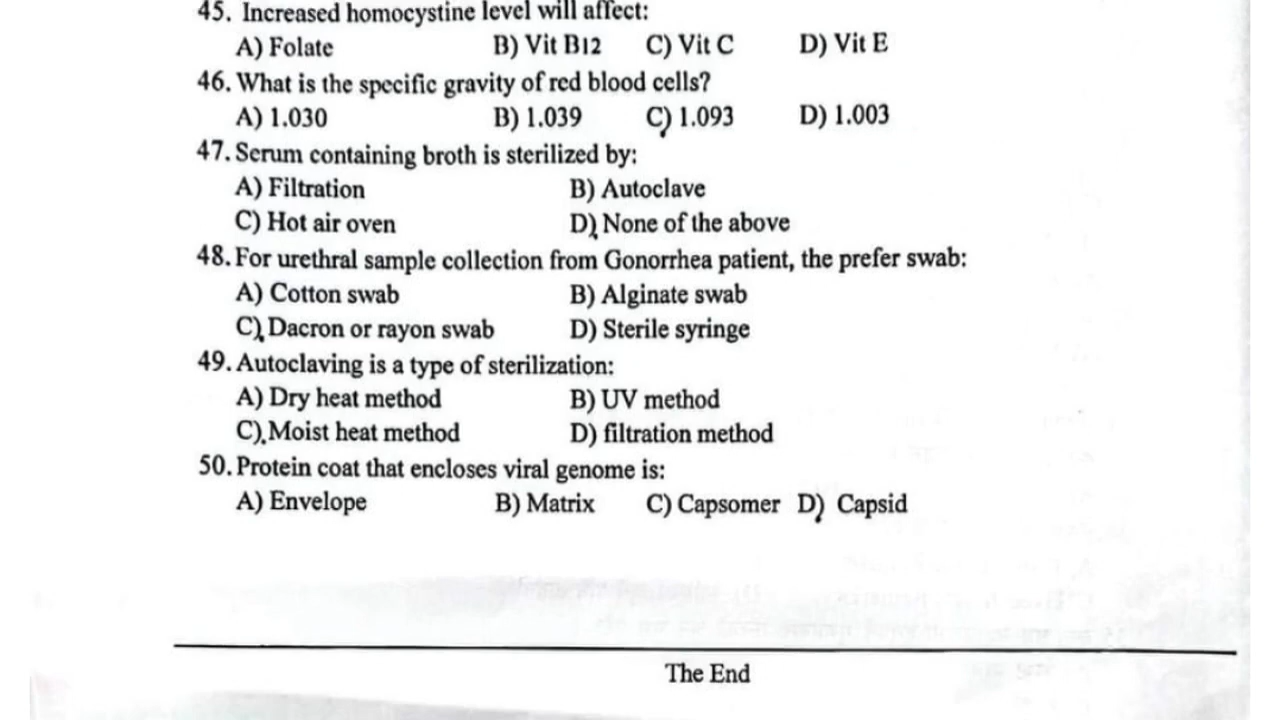 45. Increased homocystine level will affect:
A) Folate B) Vit B12 C) Vit C D) Vit E
46. What is the specific gravity of red blood cells?
A) 1.030 B) 1.039 C) 1.093 D) 1.003
47. Serum containing broth is sterilized by:
A) Filtration B) Autoclave
C) Hot air oven D) None of the above
48. For urethral sample collection from Gonorrhea patient, the prefer swab:
A) Cotton swab B) Alginate swab
C) Dacron or rayon swab D) Sterile syringe
49. Autoclaving is a type of sterilization:
A) Dry heat method B) UV method
C) Moist heat method D) filtration method
50. Protein coat that encloses viral genome is:
A) Envelope B) Matrix C) Capsomer D) Capsid
The End